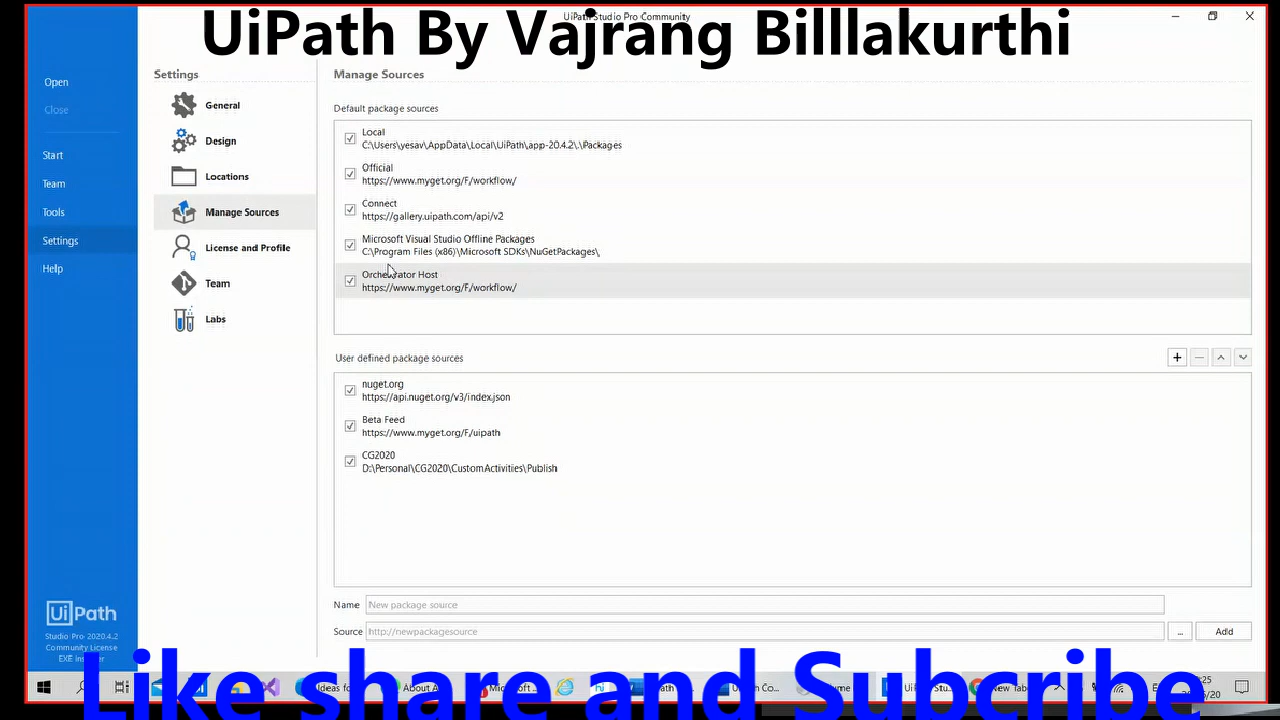 UiPath Studio Pro Community
UiPath By Vajrang Billlakurthi
Open
Close
Start
Team
Tools
Settings
Help
Settings
General
Design
Locations
Manage Sources
License and Profile
Team
Labs
Manage Sources
Default package sources
Local
C:\Users\yesav\AppData\Local\UiPath\app-20.4.2\.\Packages
Official
https://www.myget.org/F/workflow/
Connect
https://gallery.uipath.com/api/v2
Microsoft Visual Studio Offline Packages
C:\Program Files (x86)\Microsoft SDKs\NuGetPackages\
Orchestrator Host
https://www.myget.org/F/workflow/
User defined package sources
nuget.org
https://api.nuget.org/v3/index.json
Beta Feed
https://www.myget.org/F/uipath
CG2020
D:\Personal\CG2020\CustomActivities\Publish
Name New package source
Source http://newpackagesource ... Add
UiPath
Studio Pro 2020.4.2
Community License
Like share and Subcribe